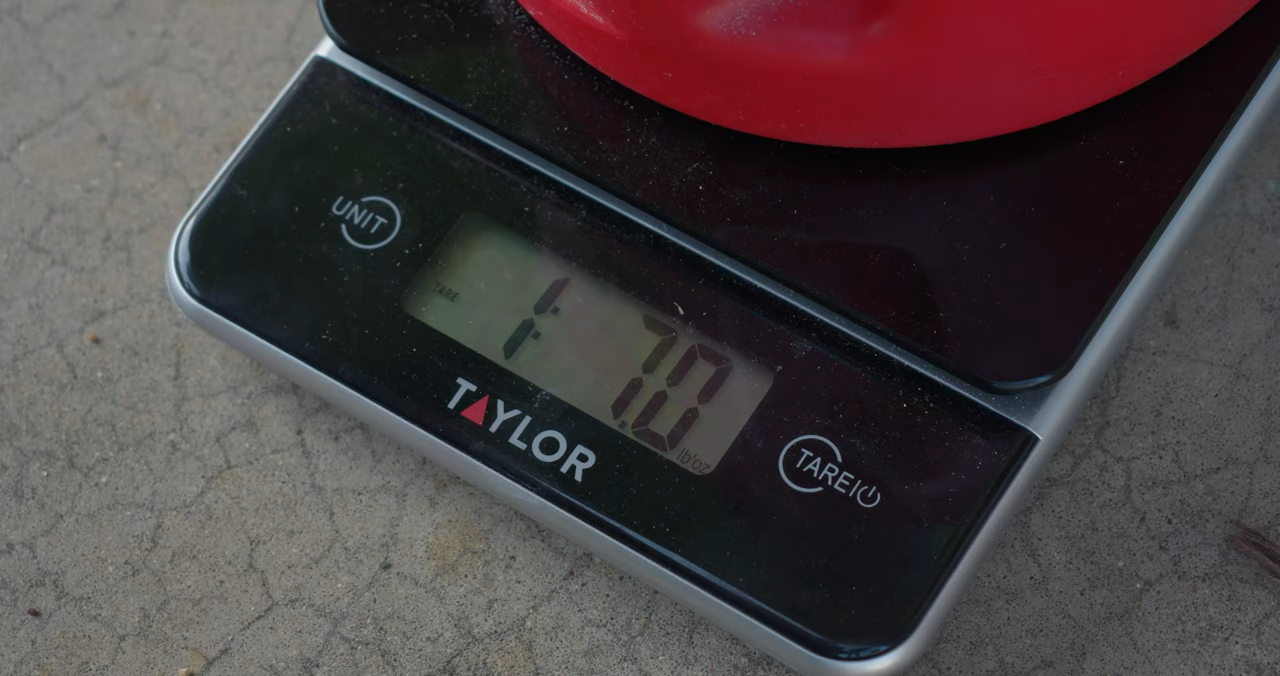 UNIT
TARE
1: 7.0
lb'oz
TAYLOR
TARE|⏻